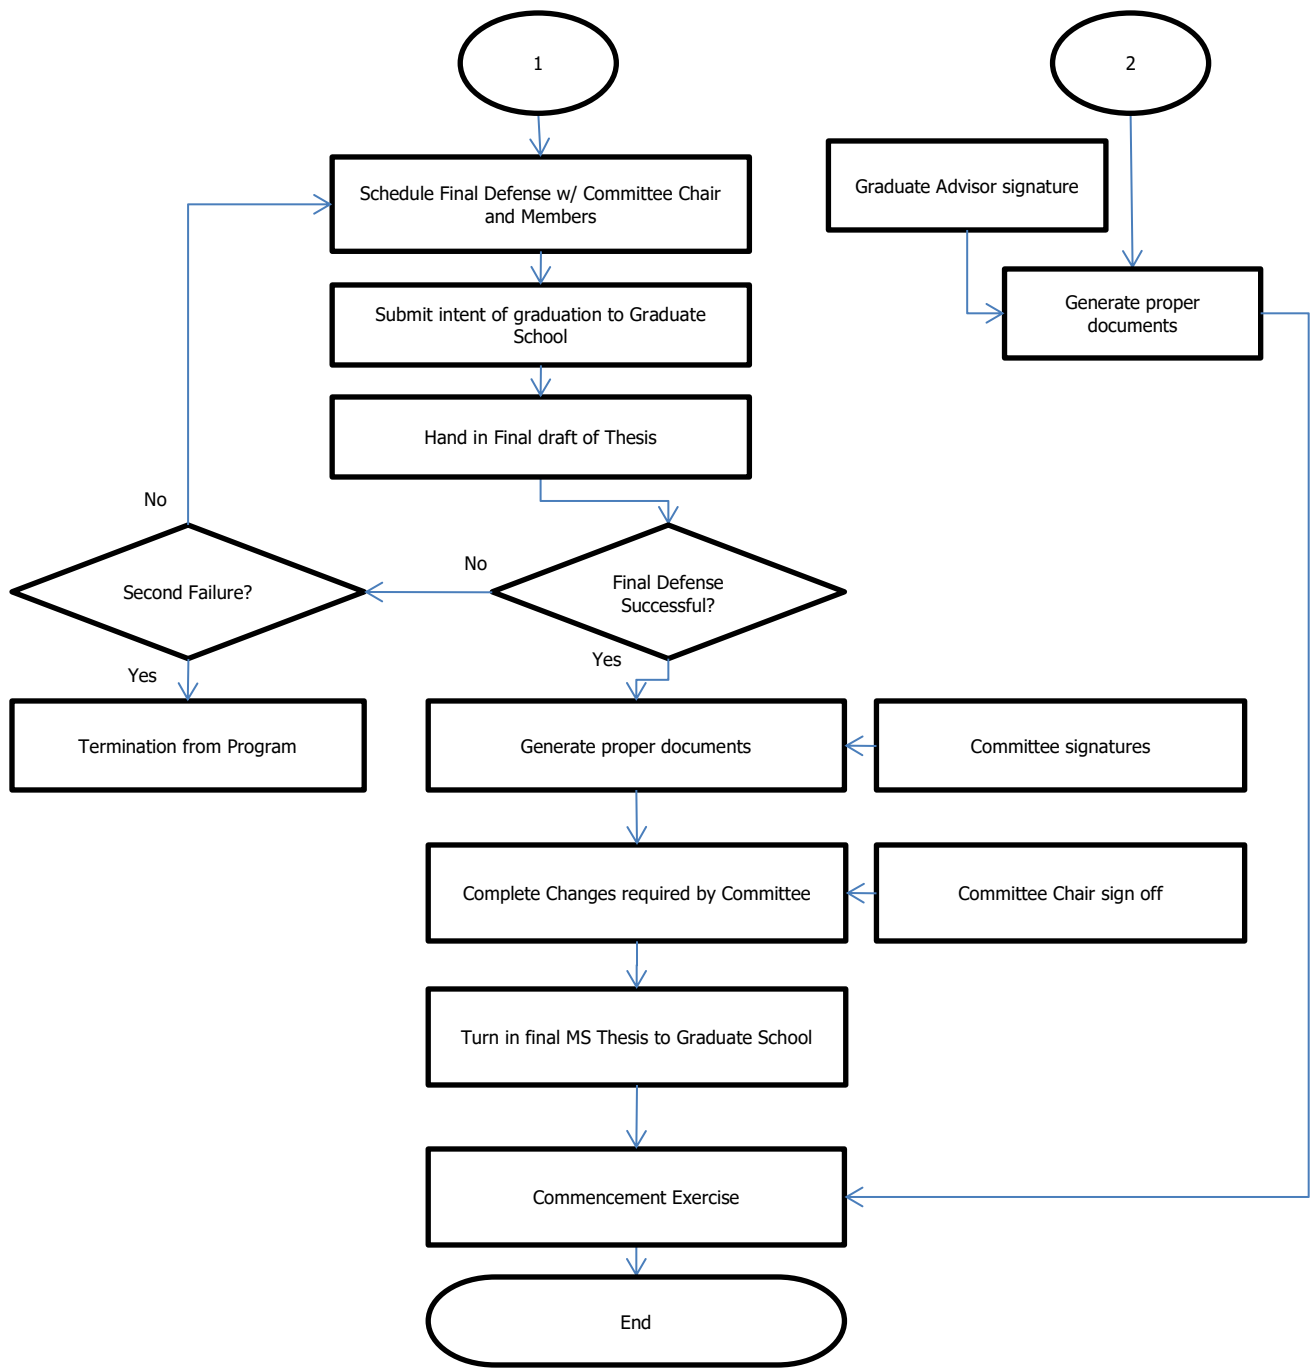 1
2
Graduate Advisor signature
Schedule Final Defense w/ Committee Chair
and Members
Generate proper
documents
Submit intent of graduation to Graduate
School
Hand in Final draft of Thesis
No
No
Second Failure?
Final Defense
Successful?
Yes
Yes
Termination from Program
Generate proper documents
Committee signatures
Complete Changes required by Committee
Committee Chair sign off
Turn in final MS Thesis to Graduate School
Commencement Exercise
End